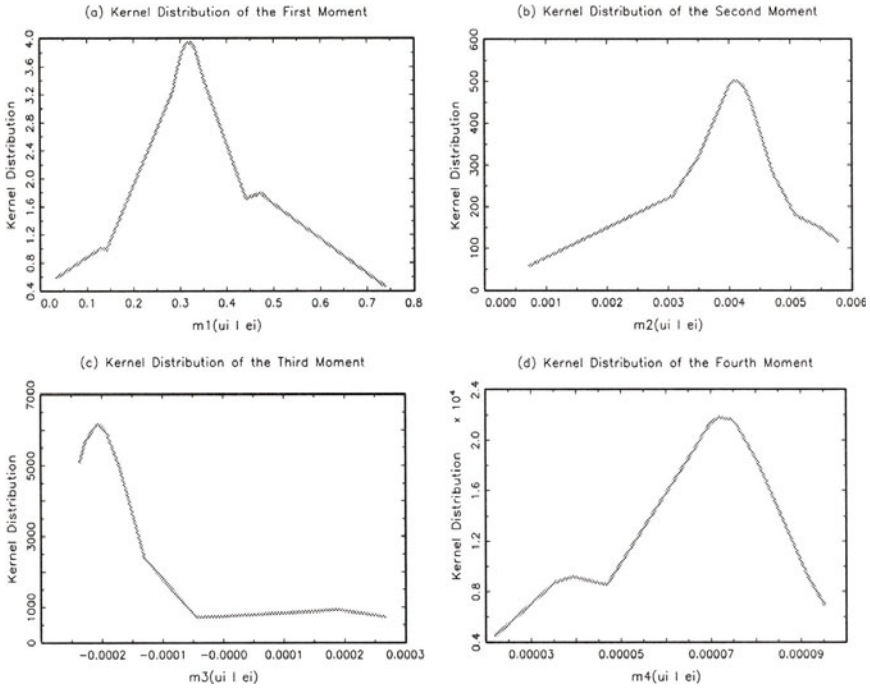 (a) Kernel Distribution of the First Moment
Kernel Distribution
4.0
3.6
3.2
2.8
2.4
2.0
1.6
1.2
0.8
0.4
0.0 0.1 0.2 0.3 0.4 0.5 0.6 0.7 0.8
m1(ui l ei)
(b) Kernel Distribution of the Second Moment
Kernel Distribution
600
500
400
300
200
100
0
0.000 0.001 0.002 0.003 0.004 0.005 0.006
m2(ui l ei)
(c) Kernel Distribution of the Third Moment
Kernel Distribution
7000
5000
3000
1000
0
-0.0002 -0.0001 -0.0000 0.0001 0.0002 0.0003
m3(ui l ei)
(d) Kernel Distribution of the Fourth Moment
x 10⁴
Kernel Distribution
2.4
2.0
1.6
1.2
0.8
0.4
0.00003 0.00005 0.00007 0.00009
m4(ui l ei)